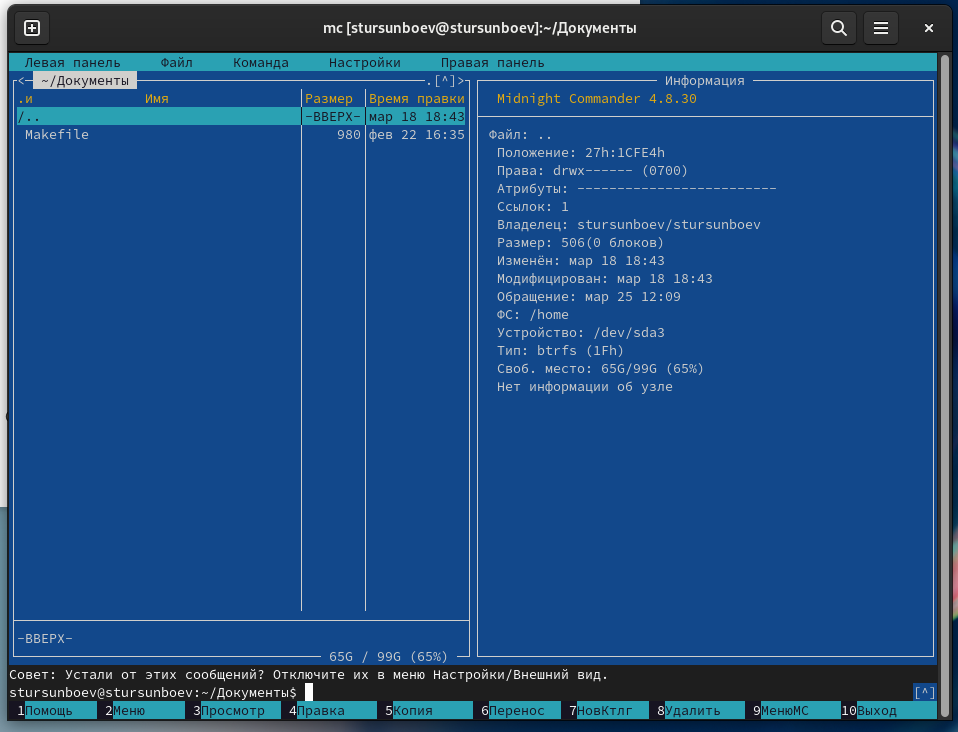 mc [stursunboev@stursunboev]:~/Документы
Левая панель Файл Команда Настройки Правая панель
<— ~/Документы .[^]>
.и Имя Размер Время правки
/.. -ВВЕРХ- мар 18 18:43
Makefile 980 фев 22 16:35
-ВВЕРХ-
65G / 99G (65%)
Информация
Midnight Commander 4.8.30
Файл: ..
Положение: 27h:1CFE4h
Права: drwx------ (0700)
Атрибуты: -------------------------
Ссылок: 1
Владелец: stursunboev/stursunboev
Размер: 506(0 блоков)
Изменён: мар 18 18:43
Модифицирован: мар 18 18:43
Обращение: мар 25 12:09
ФС: /home
Устройство: /dev/sda3
Тип: btrfs (1Fh)
Своб. место: 65G/99G (65%)
Нет информации об узле
Совет: Устали от этих сообщений? Отключите их в меню Настройки/Внешний вид.
stursunboev@stursunboev:~/Документы$ [^]
1Помощь 2Меню 3Просмотр 4Правка 5Копия 6Перенос 7НовКтлг 8Удалить 9МенюМС 10Выход